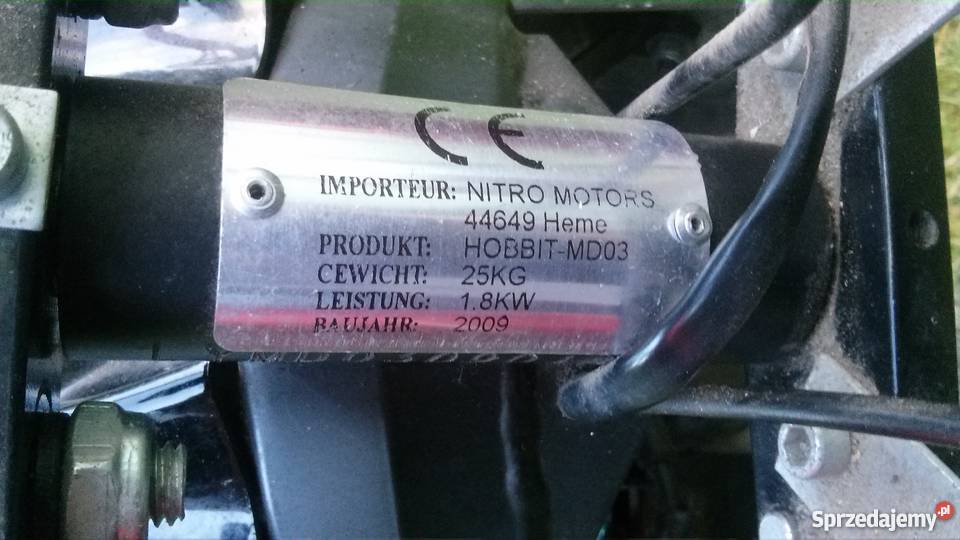 CE
IMPORTEUR: NITRO MOTORS
44649 Heme
PRODUKT: HOBBIT-MD03
CEWICHT: 25KG
LEISTUNG: 1.8KW
BAUJAHR: 2009
Sprzedajemy.pl